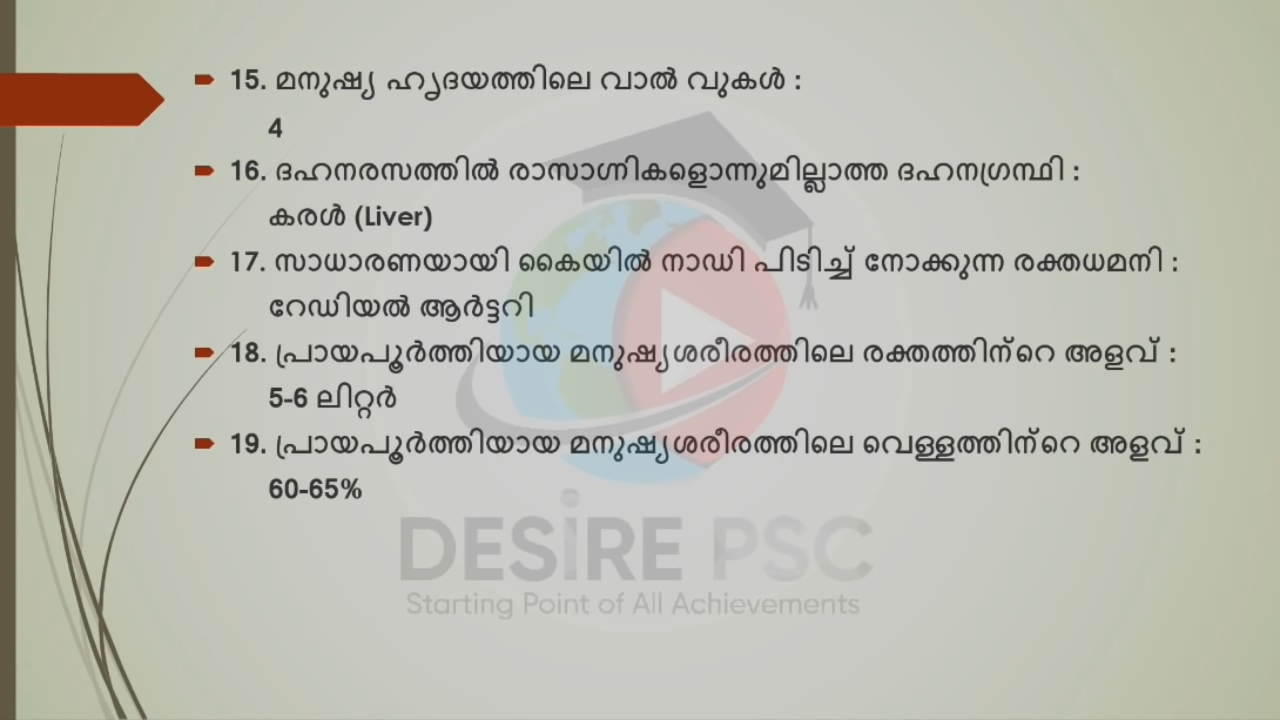 15. മനുഷ്യ ഹൃദയത്തിലെ വാൽ വുകൾ :
4
16. ദഹനരസത്തിൽ രാസാഗ്നികളൊന്നുമില്ലാത്ത ദഹനഗ്രന്ഥി :
കരൾ (Liver)
17. സാധാരണയായി കൈയിൽ നാഡി പിടിച്ച് നോക്കുന്ന രക്തധമനി :
റേഡിയൽ ആർട്ടറി
18. പ്രായപൂർത്തിയായ മനുഷ്യശരീരത്തിലെ രക്തത്തിന്റെ അളവ് :
5-6 ലിറ്റർ
19. പ്രായപൂർത്തിയായ മനുഷ്യശരീരത്തിലെ വെള്ളത്തിന്റെ അളവ് :
60-65%
DESiRE PSC
Starting Point of All Achievements